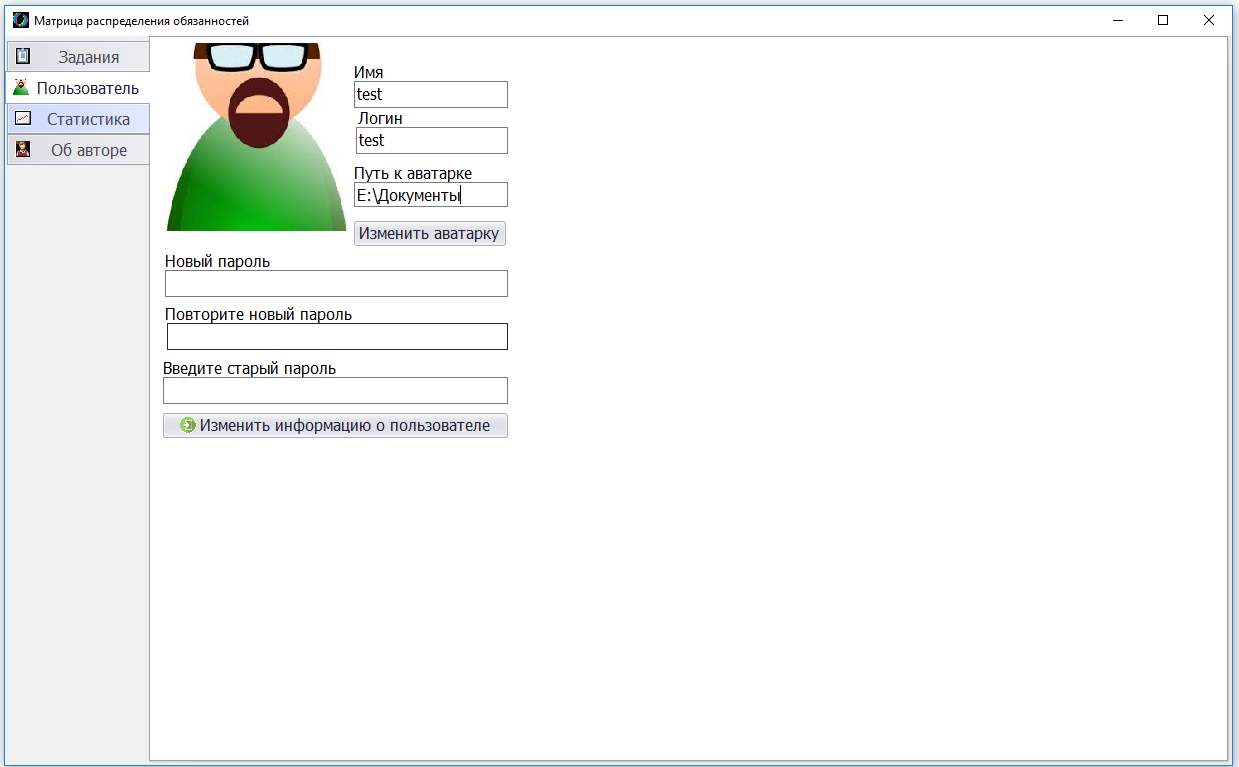 Матрица распределения обязанностей
Задания
Пользователь
Статистика
Об авторе
Имя
test
Логин
test
Путь к аватарке
E:\Документы
Изменить аватарку
Новый пароль
Повторите новый пароль
Введите старый пароль
Изменить информацию о пользователе